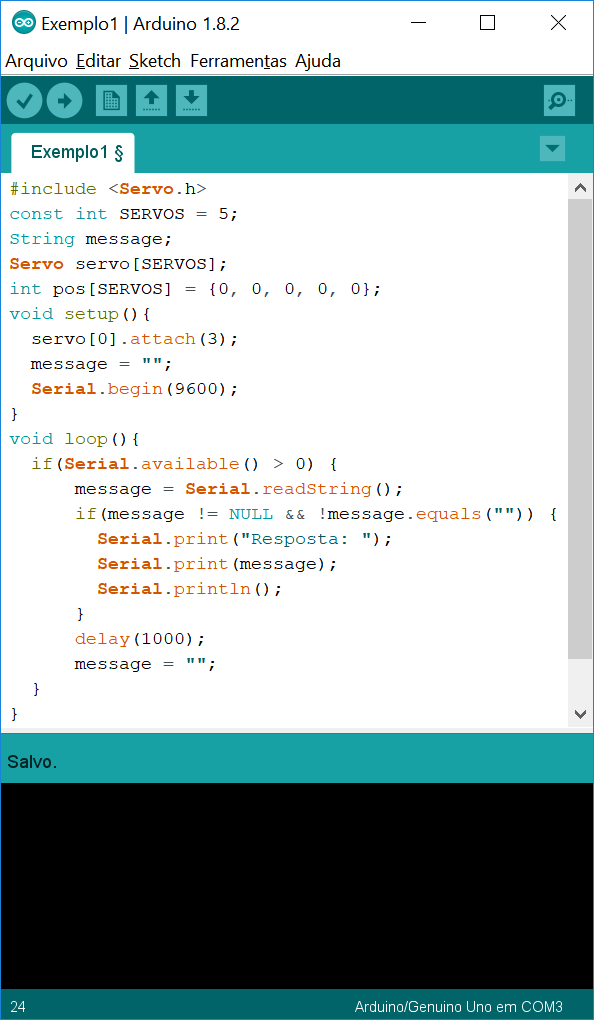 Exemplo1 | Arduino 1.8.2
Arquivo Editar Sketch Ferramentas Ajuda
Exemplo1 §
#include <Servo.h>
const int SERVOS = 5;
String message;
Servo servo[SERVOS];
int pos[SERVOS] = {0, 0, 0, 0, 0};
void setup(){
  servo[0].attach(3);
  message = "";
  Serial.begin(9600);
}
void loop(){
  if(Serial.available() > 0) {
      message = Serial.readString();
      if(message != NULL && !message.equals("")) {
        Serial.print("Resposta: ");
        Serial.print(message);
        Serial.println();
      }
      delay(1000);
      message = "";
  }
}
Salvo.
24 Arduino/Genuino Uno em COM3